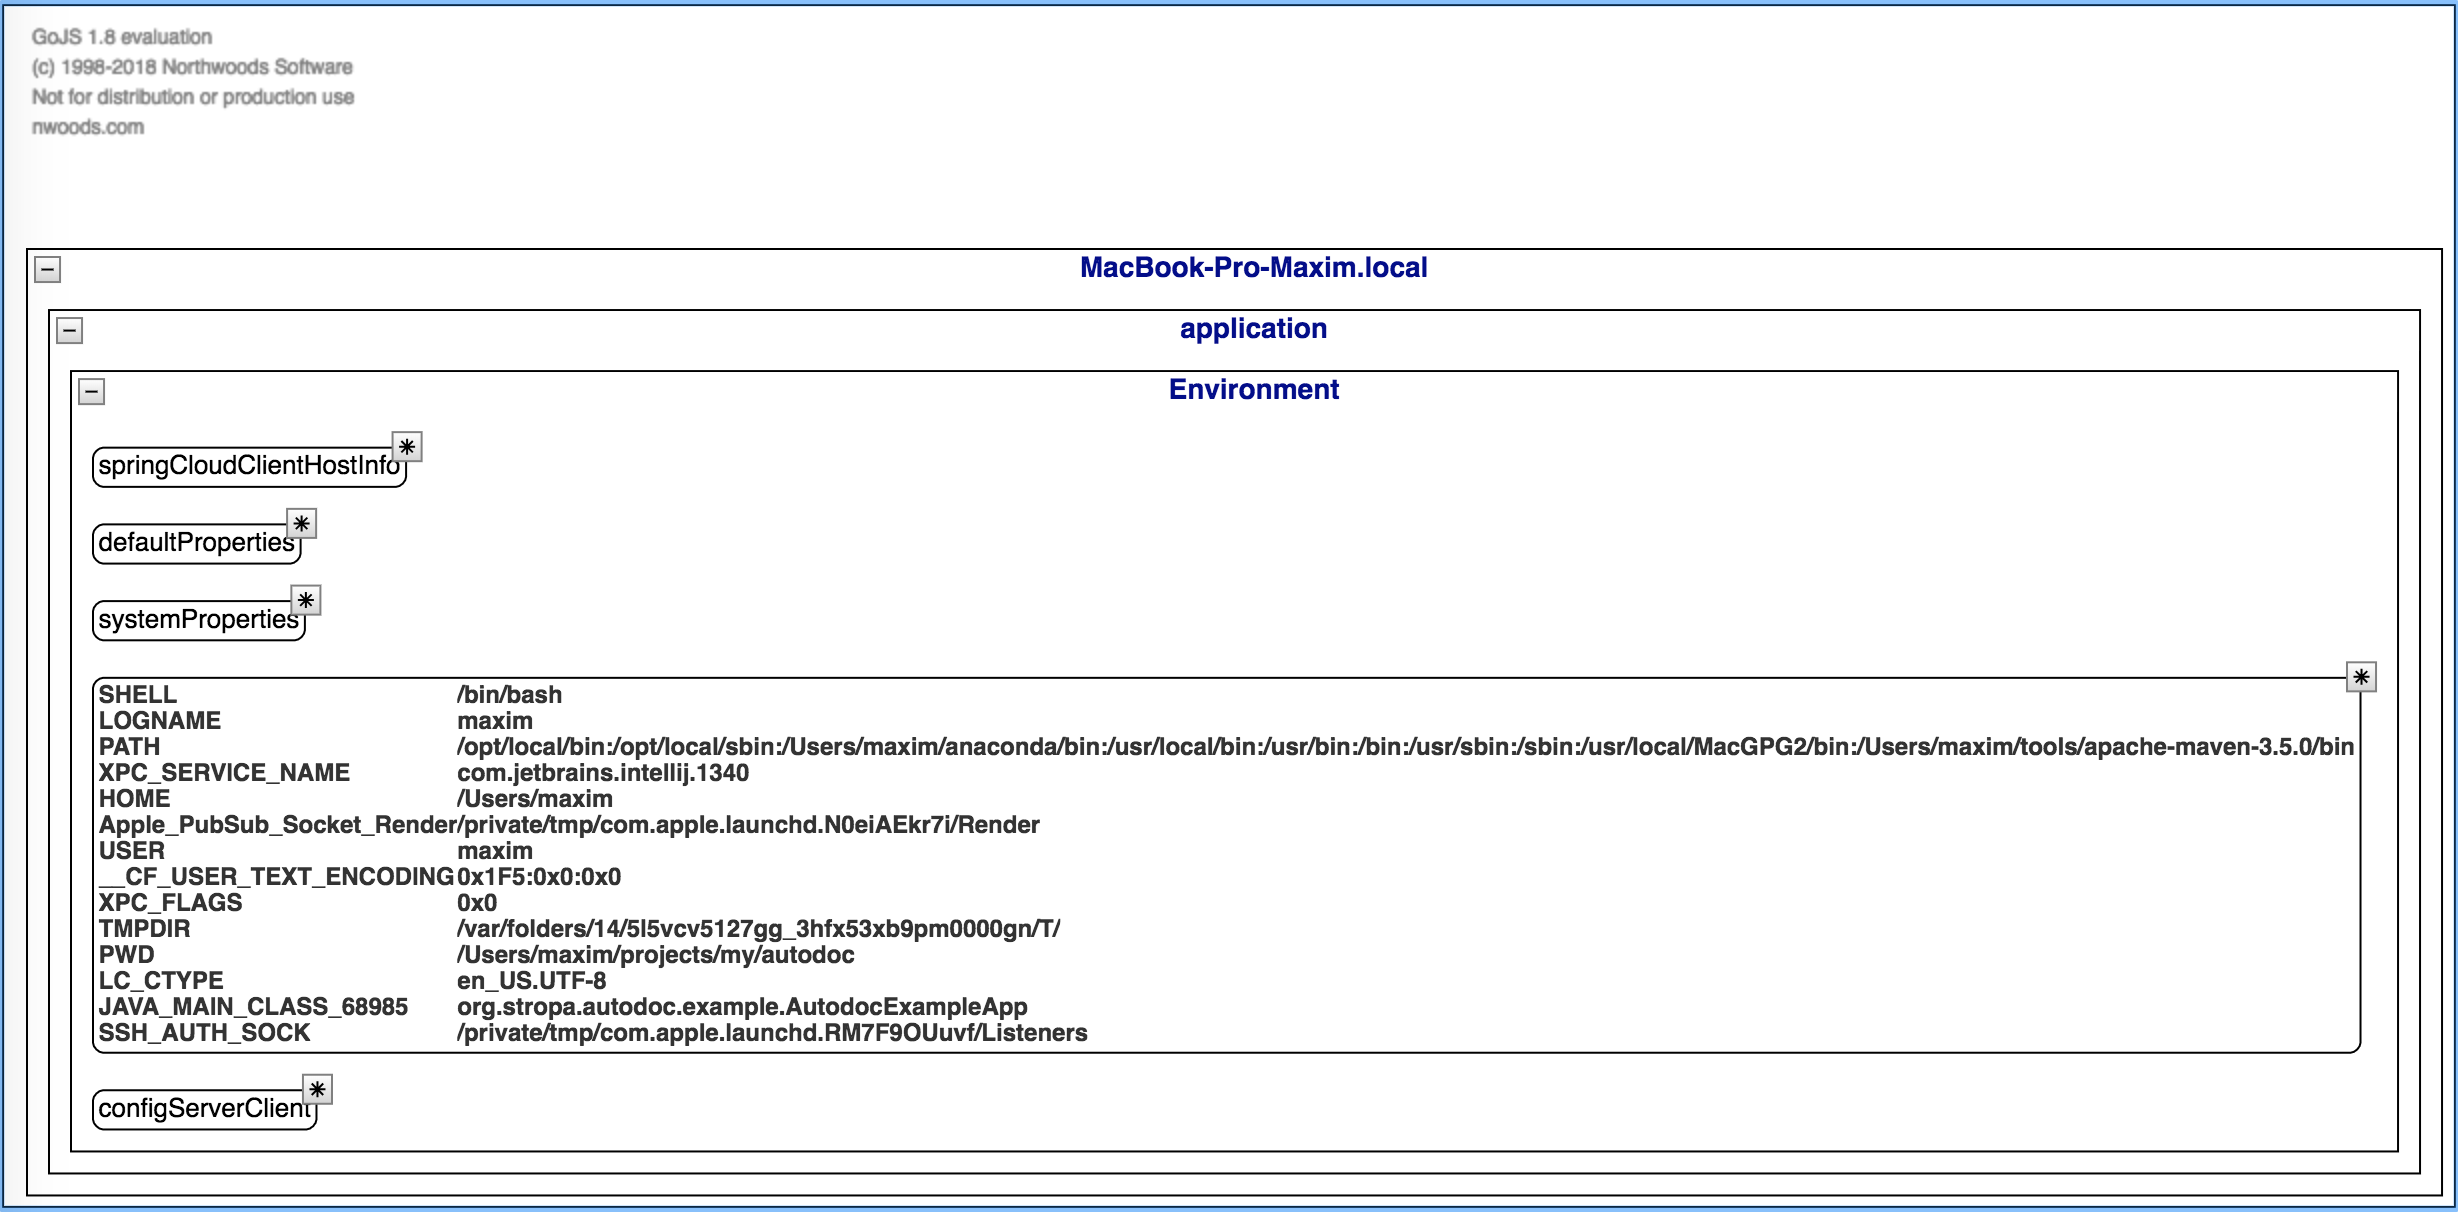 GoJS 1.8 evaluation
(c) 1998-2018 Northwoods Software
Not for distribution or production use
nwoods.com
MacBook-Pro-Maxim.local
application
Environment
springCloudClientHostInfo
defaultProperties
systemProperties
SHELL /bin/bash
LOGNAME maxim
PATH /opt/local/bin:/opt/local/sbin:/Users/maxim/anaconda/bin:/usr/local/bin:/usr/bin:/bin:/usr/sbin:/sbin:/usr/local/MacGPG2/bin:/Users/maxim/tools/apache-maven-3.5.0/bin
XPC_SERVICE_NAME com.jetbrains.intellij.1340
HOME /Users/maxim
Apple_PubSub_Socket_Render /private/tmp/com.apple.launchd.N0eiAEkr7i/Render
USER maxim
__CF_USER_TEXT_ENCODING 0x1F5:0x0:0x0
XPC_FLAGS 0x0
TMPDIR /var/folders/14/5l5vcv5127gg_3hfx53xb9pm0000gn/T/
PWD /Users/maxim/projects/my/autodoc
LC_CTYPE en_US.UTF-8
JAVA_MAIN_CLASS_68985 org.stropa.autodoc.example.AutodocExampleApp
SSH_AUTH_SOCK /private/tmp/com.apple.launchd.RM7F9OUuvf/Listeners
configServerClient